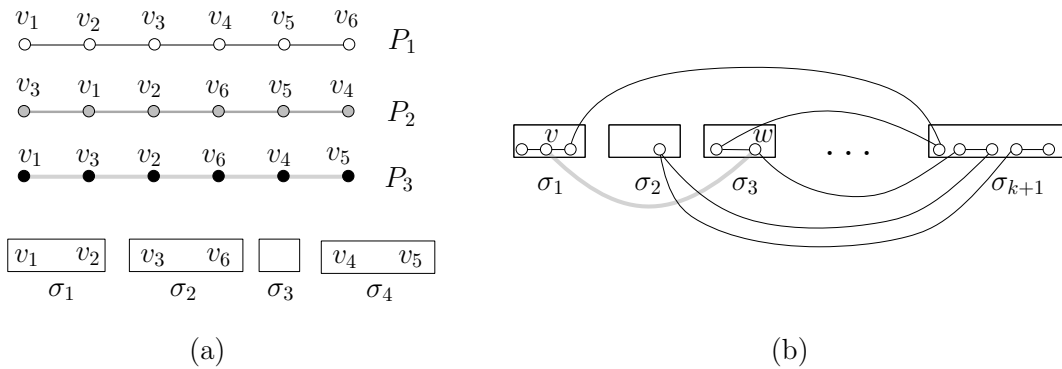 v₁ v₂ v₃ v₄ v₅ v₆ P₁
v₃ v₁ v₂ v₆ v₅ v₄ P₂
v₁ v₃ v₂ v₆ v₄ v₅ P₃
v₁ v₂ v₃ v₆ v₄ v₅
σ₁ σ₂ σ₃ σ₄
(a)
v w
. . .
σ₁ σ₂ σ₃ σₖ₊₁
(b)